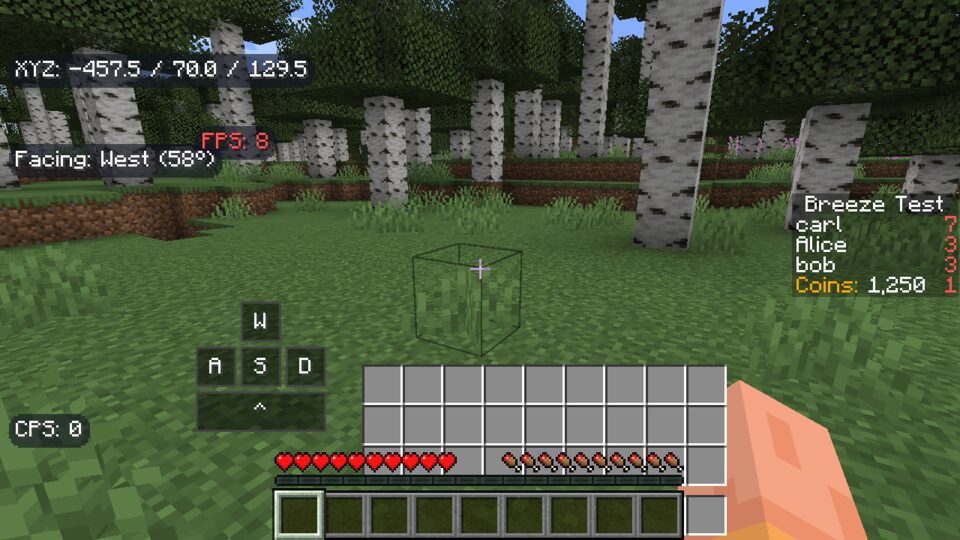 XYZ: -457.5 / 70.0 / 129.5
FPS: 8
Facing: West (58°)
Breeze Test
carl 7
Alice 3
bob 3
Coins: 1,250 1
W
A S D
^
CPS: 0